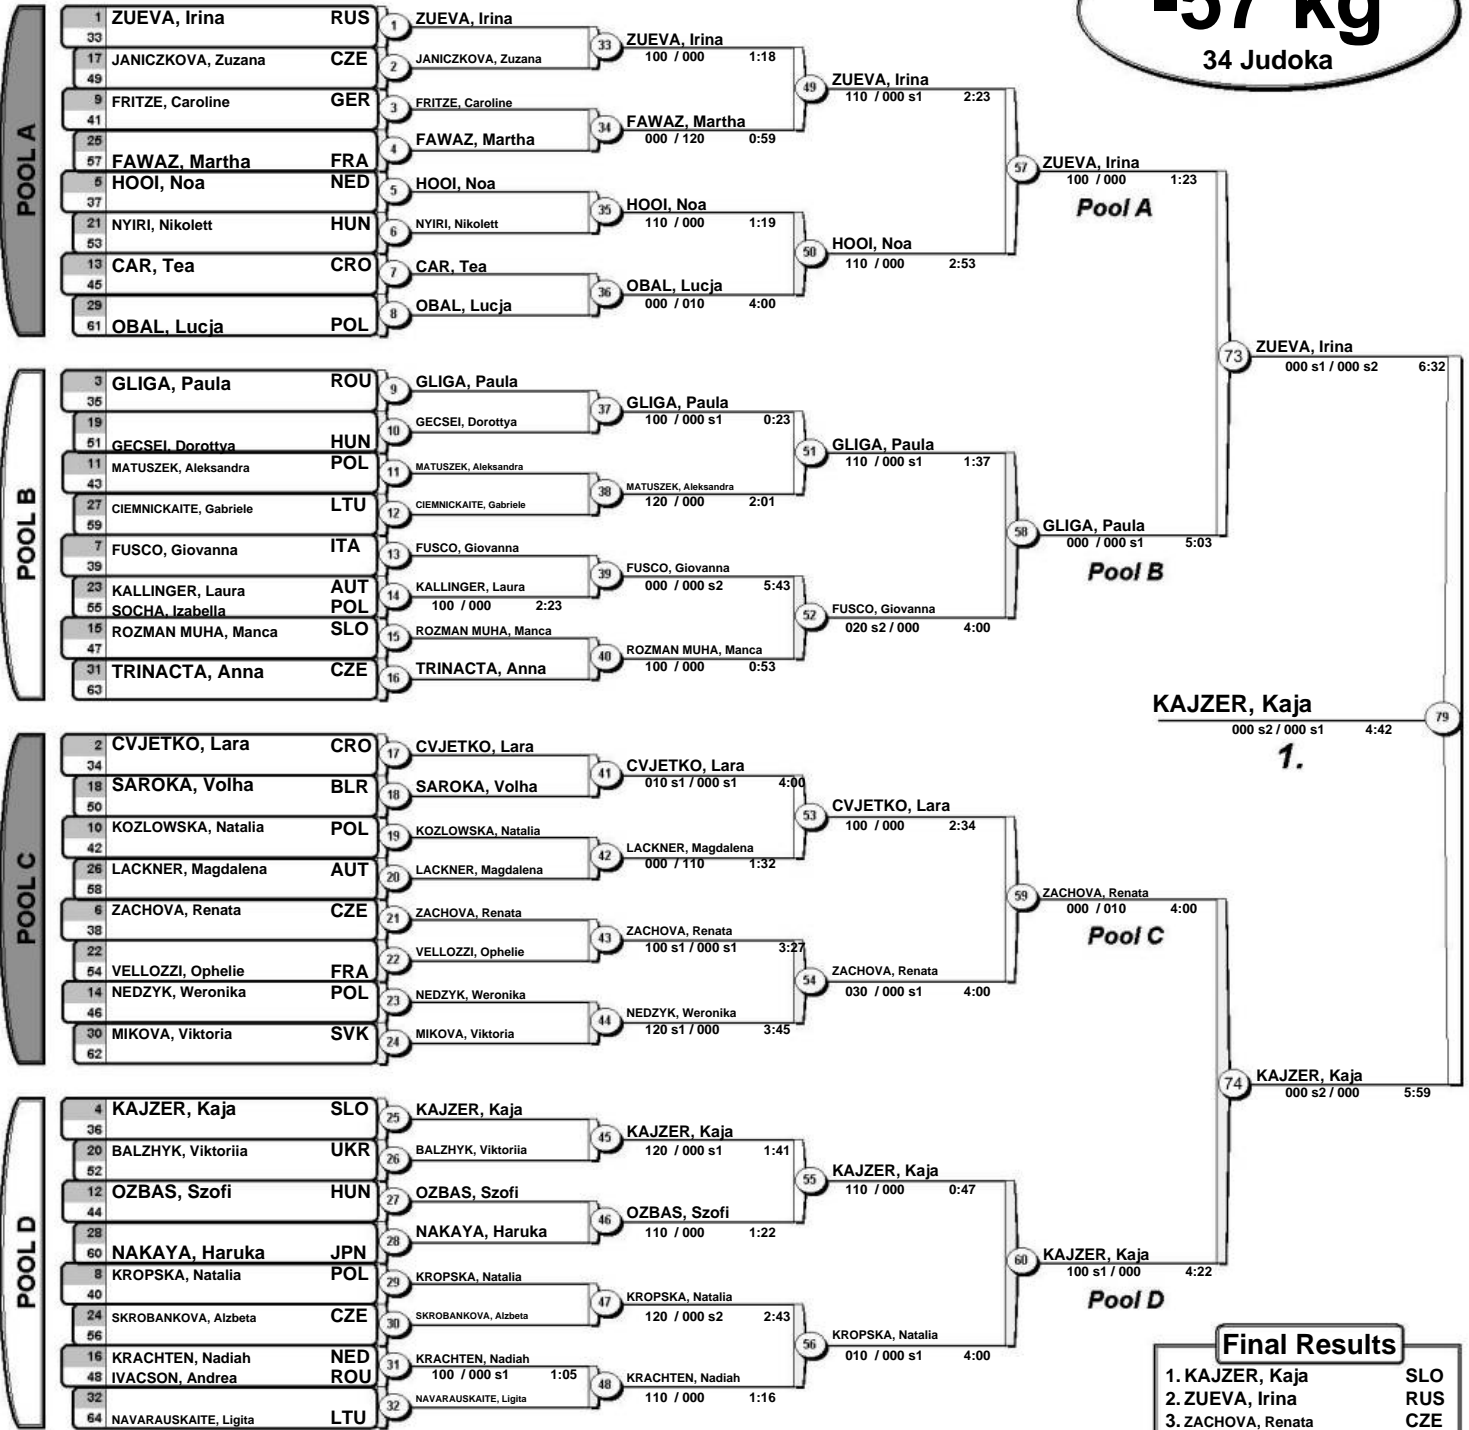 -57 kg
34 Judoka
POOL A
1 ZUEVA, Irina RUS
33
17 JANICZKOVA, Zuzana CZE
49
9 FRITZE, Caroline GER
41
25
57 FAWAZ, Martha FRA
5 HOOI, Noa NED
37
21 NYIRI, Nikolett HUN
53
13 CAR, Tea CRO
45
29
61 OBAL, Lucja POL
1 ZUEVA, Irina
2 JANICZKOVA, Zuzana
3 FRITZE, Caroline
4 FAWAZ, Martha
5 HOOI, Noa
6 NYIRI, Nikolett
7 CAR, Tea
8 OBAL, Lucja
33 ZUEVA, Irina
100 / 000 1:18
34 FAWAZ, Martha
000 / 120 0:59
35 HOOI, Noa
110 / 000 1:19
36 OBAL, Lucja
000 / 010 4:00
49 ZUEVA, Irina
110 / 000 s1 2:23
50 HOOI, Noa
110 / 000 2:53
57 ZUEVA, Irina
100 / 000 1:23
Pool A
POOL B
3 GLIGA, Paula ROU
35
19
51 GECSEI, Dorottya HUN
11 MATUSZEK, Aleksandra POL
43
27 CIEMNICKAITE, Gabriele LTU
59
7 FUSCO, Giovanna ITA
39
23 KALLINGER, Laura AUT
55 SOCHA, Izabella POL
15 ROZMAN MUHA, Manca SLO
47
31 TRINACTA, Anna CZE
63
9 GLIGA, Paula
10 GECSEI, Dorottya
11 MATUSZEK, Aleksandra
12 CIEMNICKAITE, Gabriele
13 FUSCO, Giovanna
14 KALLINGER, Laura
100 / 000 2:23
15 ROZMAN MUHA, Manca
16 TRINACTA, Anna
37 GLIGA, Paula
100 / 000 s1 0:23
38 MATUSZEK, Aleksandra
120 / 000 2:01
39 FUSCO, Giovanna
000 / 000 s2 5:43
40 ROZMAN MUHA, Manca
100 / 000 0:53
51 GLIGA, Paula
110 / 000 s1 1:37
52 FUSCO, Giovanna
020 s2 / 000 4:00
58 GLIGA, Paula
000 / 000 s1 5:03
Pool B
73 ZUEVA, Irina
000 s1 / 000 s2 6:32
KAJZER, Kaja 79
000 s2 / 000 s1 4:42
1.
POOL C
2 CVJETKO, Lara CRO
34
18 SAROKA, Volha BLR
50
10 KOZLOWSKA, Natalia POL
42
26 LACKNER, Magdalena AUT
58
6 ZACHOVA, Renata CZE
38
22
54 VELLOZZI, Ophelie FRA
14 NEDZYK, Weronika POL
46
30 MIKOVA, Viktoria SVK
62
17 CVJETKO, Lara
18 SAROKA, Volha
19 KOZLOWSKA, Natalia
20 LACKNER, Magdalena
21 ZACHOVA, Renata
22 VELLOZZI, Ophelie
23 NEDZYK, Weronika
24 MIKOVA, Viktoria
41 CVJETKO, Lara
010 s1 / 000 s1 4:00
42 LACKNER, Magdalena
000 / 110 1:32
43 ZACHOVA, Renata
100 s1 / 000 s1 3:27
44 NEDZYK, Weronika
120 s1 / 000 3:45
53 CVJETKO, Lara
100 / 000 2:34
54 ZACHOVA, Renata
030 / 000 s1 4:00
59 ZACHOVA, Renata
000 / 010 4:00
Pool C
POOL D
4 KAJZER, Kaja SLO
36
20 BALZHYK, Viktoriia UKR
52
12 OZBAS, Szofi HUN
44
28
60 NAKAYA, Haruka JPN
8 KROPSKA, Natalia POL
40
24 SKROBANKOVA, Alzbeta CZE
56
16 KRACHTEN, Nadiah NED
48 IVACSON, Andrea ROU
32
64 NAVARAUSKAITE, Ligita LTU
25 KAJZER, Kaja
26 BALZHYK, Viktoriia
27 OZBAS, Szofi
28 NAKAYA, Haruka
29 KROPSKA, Natalia
30 SKROBANKOVA, Alzbeta
31 KRACHTEN, Nadiah
100 / 000 s1 1:05
32 NAVARAUSKAITE, Ligita
45 KAJZER, Kaja
120 / 000 s1 1:41
46 OZBAS, Szofi
110 / 000 1:22
47 KROPSKA, Natalia
120 / 000 s2 2:43
48 KRACHTEN, Nadiah
110 / 000 1:16
55 KAJZER, Kaja
110 / 000 0:47
56 KROPSKA, Natalia
010 / 000 s1 4:00
60 KAJZER, Kaja
100 s1 / 000 4:22
Pool D
74 KAJZER, Kaja
000 s2 / 000 5:59
Final Results
1. KAJZER, Kaja SLO
2. ZUEVA, Irina RUS
3. ZACHOVA, Renata CZE